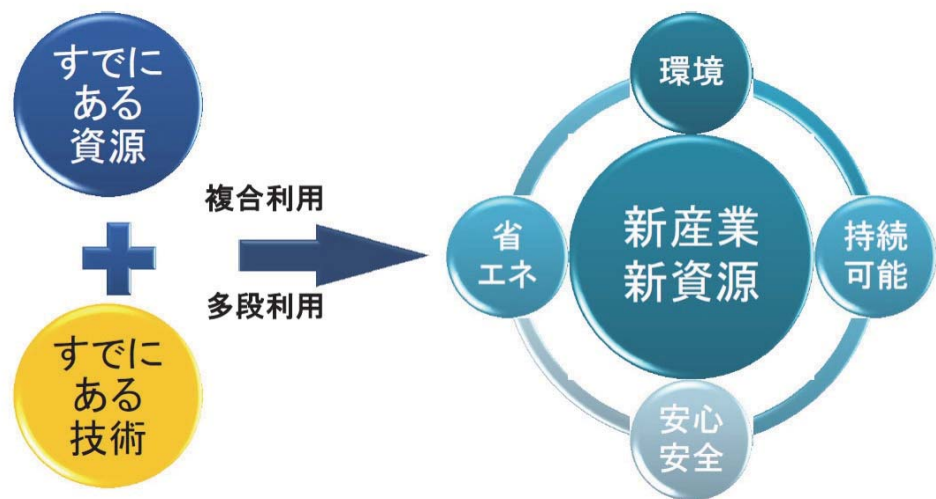 すでに
ある
資源
すでに
ある
技術
複合利用
多段利用
環境
省
エネ
新産業
新資源
持続
可能
安心
安全